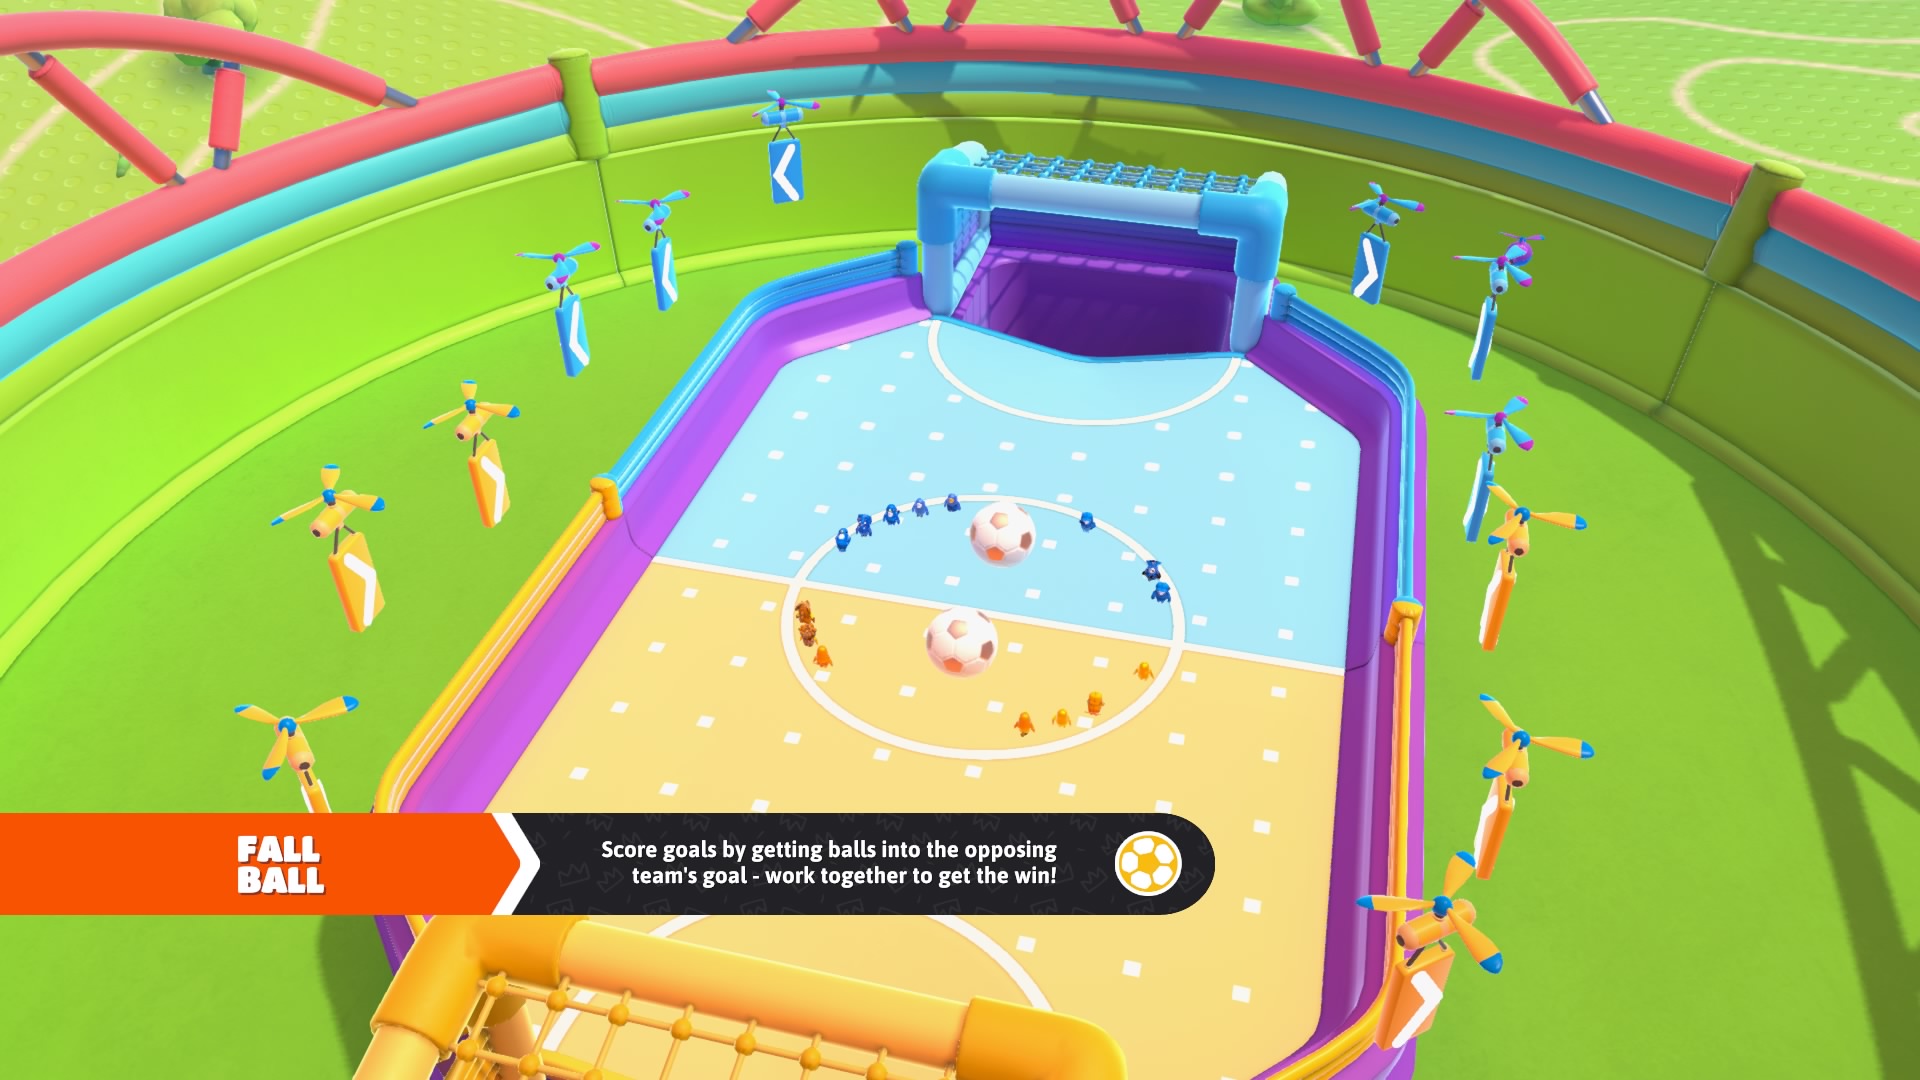 FALL
BALL
Score goals by getting balls into the opposing
team's goal - work together to get the win!